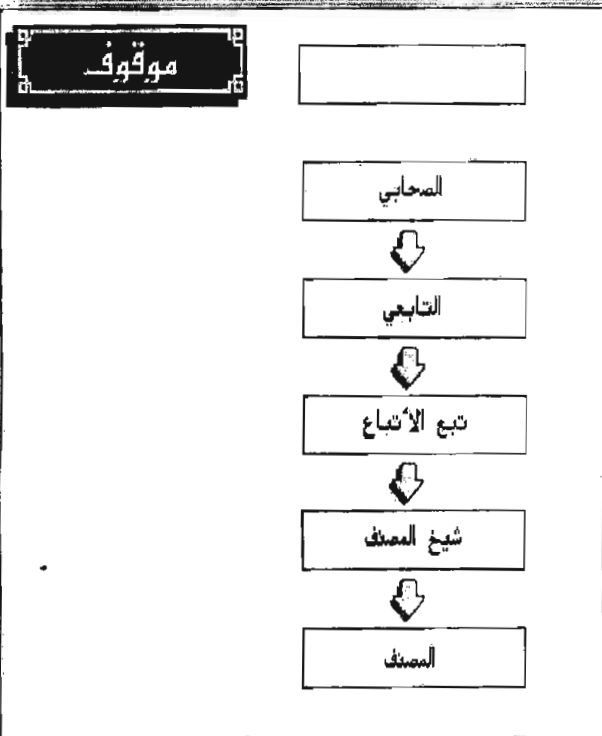 موقوف
الصحابي
التابعي
تبع الأتباع
شيخ المصنف
المصنف